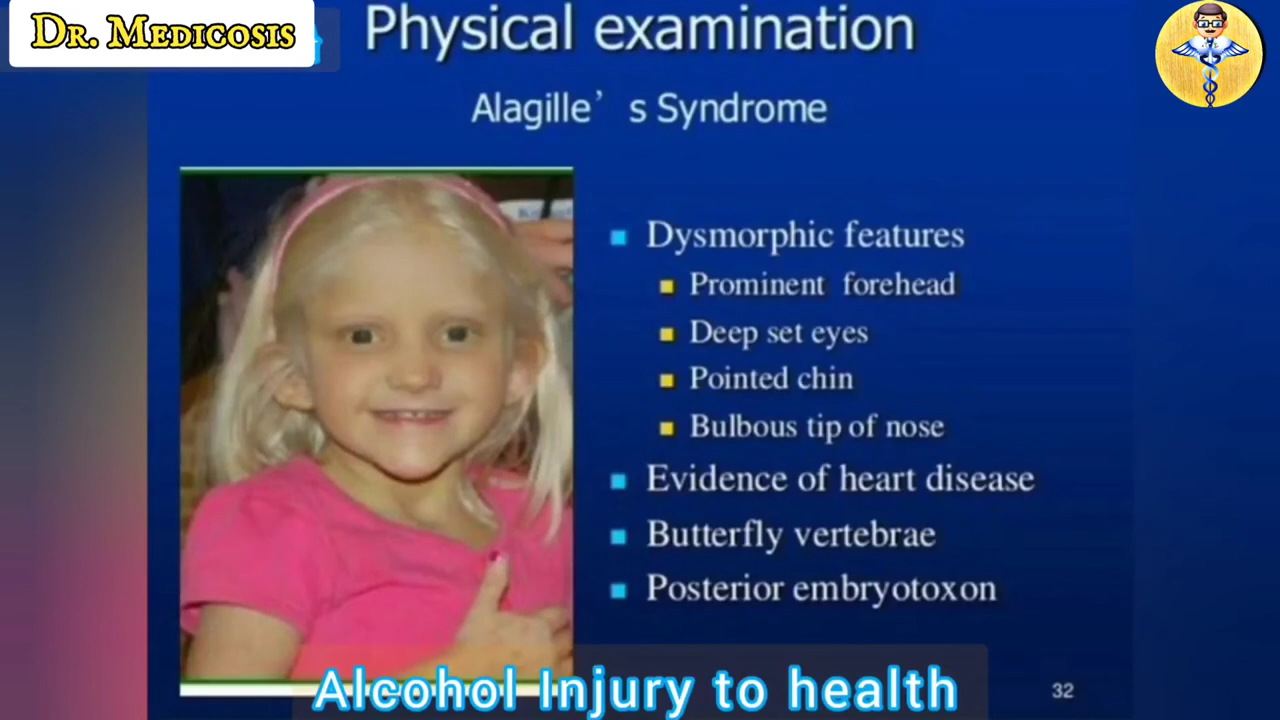 DR. MEDICOSIS
Physical examination
Alagille’ s Syndrome
Dysmorphic features
Prominent forehead
Deep set eyes
Pointed chin
Bulbous tip of nose
Evidence of heart disease
Butterfly vertebrae
Posterior embryotoxon
Alcohol Injury to health
32